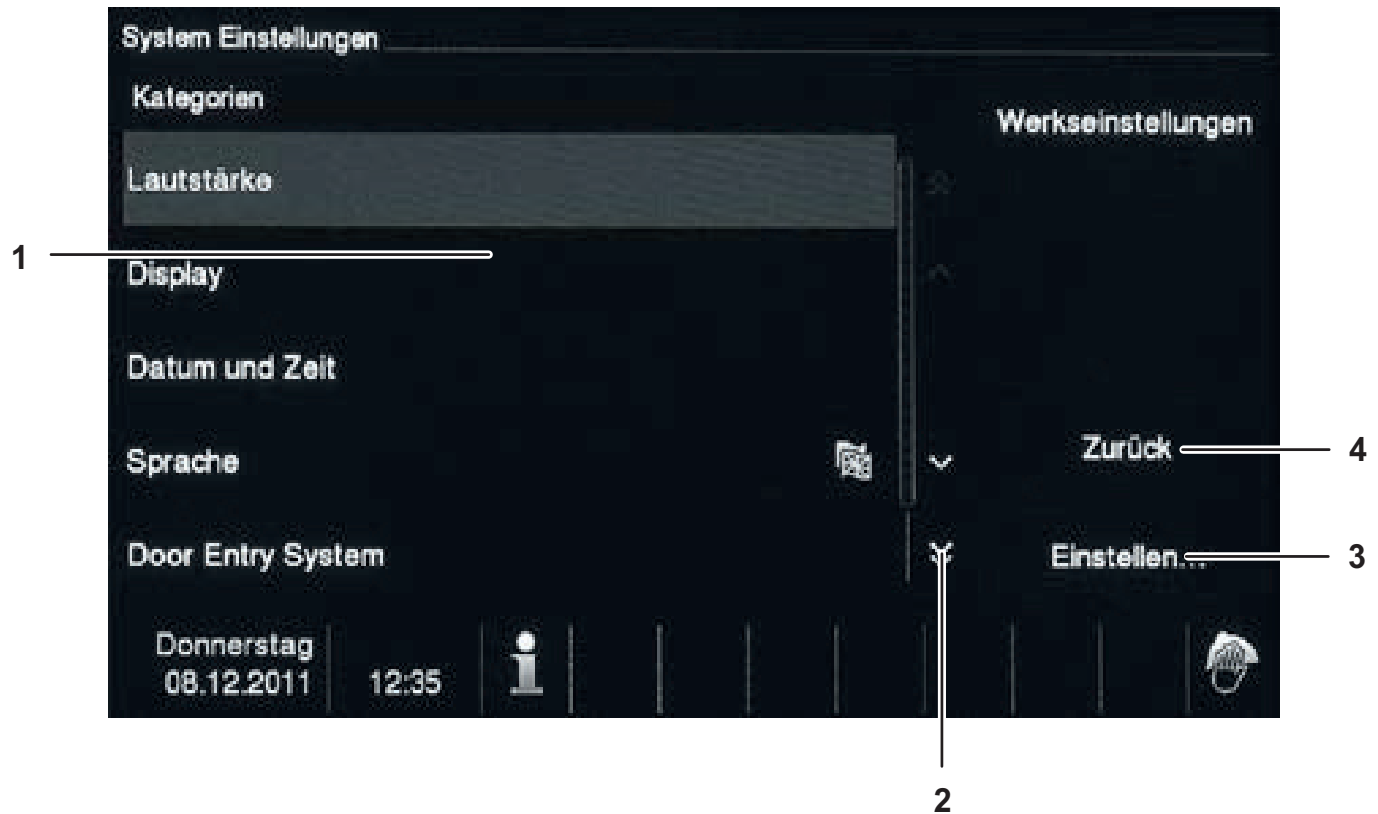 System Einstellungen
Kategorien
Werkseinstellungen
Lautstärke
1
Display
Datum und Zeit
Sprache
Zurück
4
Door Entry System
Einstellen...
3
Donnerstag
08.12.2011
12:35
2